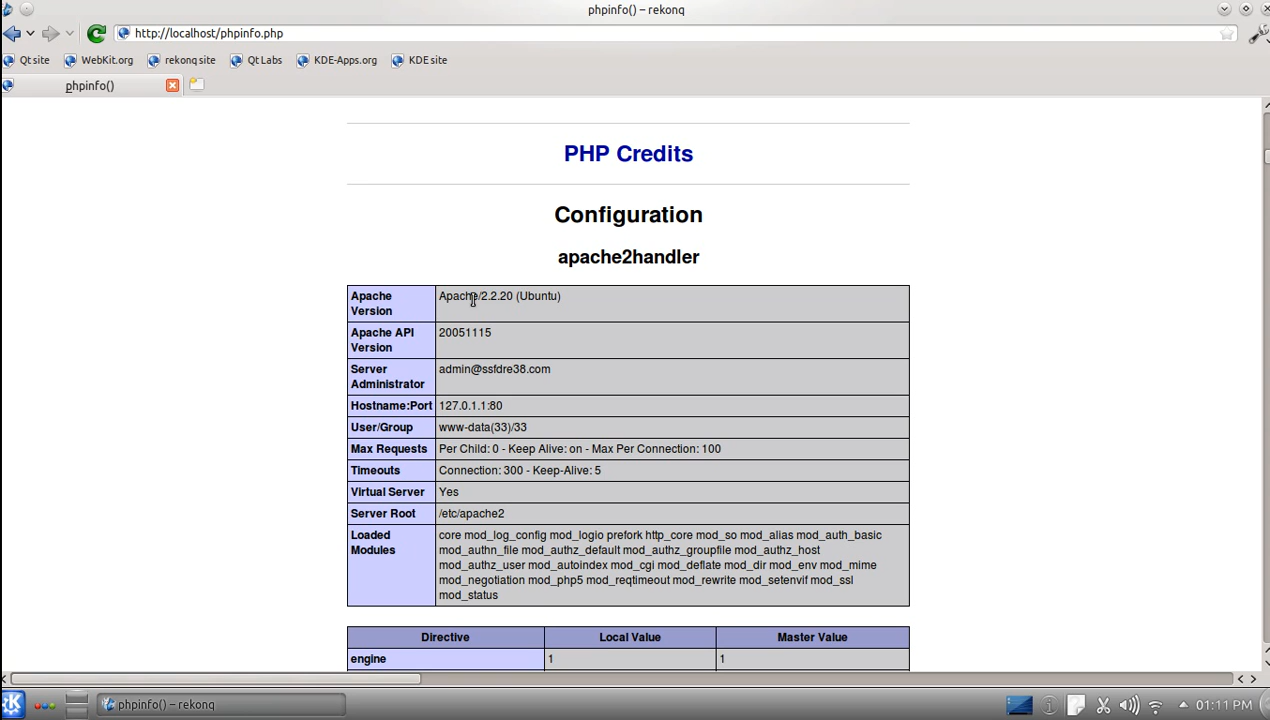 phpinfo() – rekonq
http://localhost/phpinfo.php
Qt site WebKit.org rekonq site Qt Labs KDE-Apps.org KDE site
phpinfo()
PHP Credits
Configuration
apache2handler
Apache Version Apache/2.2.20 (Ubuntu)
Apache API Version 20051115
Server Administrator admin@ssfdre38.com
Hostname:Port 127.0.1.1:80
User/Group www-data(33)/33
Max Requests Per Child: 0 - Keep Alive: on - Max Per Connection: 100
Timeouts Connection: 300 - Keep-Alive: 5
Virtual Server Yes
Server Root /etc/apache2
Loaded Modules core mod_log_config mod_logio prefork http_core mod_so mod_alias mod_auth_basic
mod_authn_file mod_authz_default mod_authz_groupfile mod_authz_host
mod_authz_user mod_autoindex mod_cgi mod_deflate mod_dir mod_env mod_mime
mod_negotiation mod_php5 mod_reqtimeout mod_rewrite mod_setenvif mod_ssl
mod_status
Directive Local Value Master Value
engine 1 1
phpinfo() – rekonq 01:11 PM